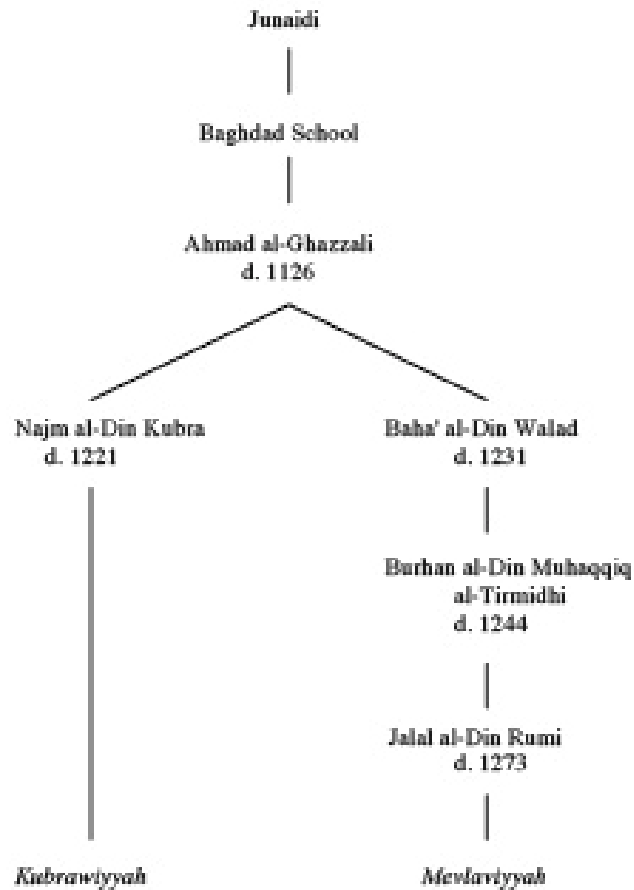 Junaidi
Baghdad School
Ahmad al-Ghazzali
d. 1126
Najm al-Din Kubra
d. 1221
Baha' al-Din Walad
d. 1231
Burhan al-Din Muhaqqiq
al-Tirmidhi
d. 1244
Jalal al-Din Rumi
d. 1273
Kubrawiyyah
Mevlaviyyah